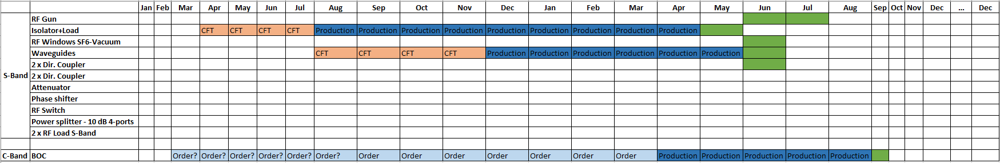 Jan Feb Mar Apr May Jun Jul Aug Sep Oct Nov Dec Jan Feb Mar Apr May Jun Jul Aug Sep Oct Nov Dec ... Dec
RF Gun
Isolator+Load CFT CFT CFT CFT Production Production Production Production Production Production Production Production Production
RF Windows SF6-Vacuum
Waveguides CFT CFT CFT CFT Production Production Production Production Production Production
2 x Dir. Coupler
S-Band 2 x Dir. Coupler
Attenuator
Phase shifter
RF Switch
Power splitter - 10 dB 4-ports
2 x RF Load S-Band
C-Band BOC Order? Order? Order? Order? Order? Order? Order Order Order Order Order Order Order Production Production Production Production Production